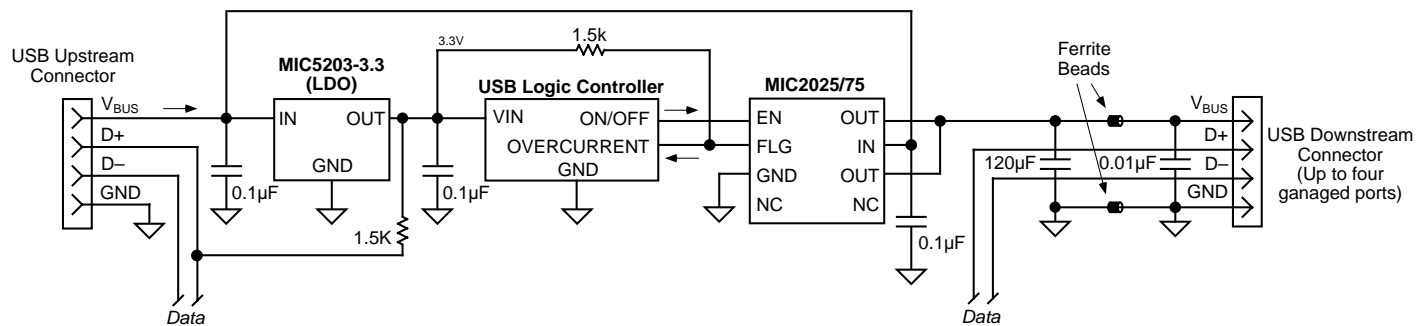 USB Upstream
Connector
VBUS
D+
D–
GND
MIC5203-3.3
(LDO)
IN
OUT
GND
0.1µF
3.3V
1.5k
USB Logic Controller
VIN
ON/OFF
OVERCURRENT
GND
0.1µF
1.5K
Data
MIC2025/75
EN
OUT
FLG
IN
GND
OUT
NC
NC
0.1µF
Ferrite
Beads
120µF
0.01µF
VBUS
D+
D–
GND
USB Downstream
Connector
(Up to four
ganaged ports)
Data